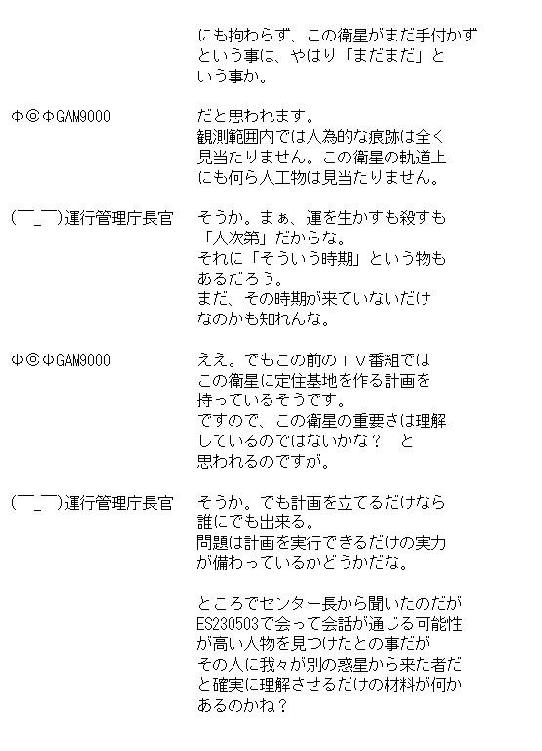 にも拘わらず、この衛星がまだ手付かず
という事は、やはり「まだまだ」と
いう事か。
Φ◎ΦGAM9000 だと思われます。
観測範囲内では人為的な痕跡は全く
見当たりません。この衛星の軌道上
にも何ら人工物は見当たりません。
(￣_￣)運行管理庁長官 そうか。まぁ、運を生かすも殺すも
「人次第」だからな。
それに「そういう時期」という物も
あるだろう。
まだ、その時期が来ていないだけ
なのかも知れんな。
Φ◎ΦGAM9000 ええ。でもこの前のＴＶ番組では
この衛星に定住基地を作る計画を
持っているそうです。
ですので、この衛星の重要さは理解
しているのではないかな？　と
思われるのですが。
(￣_￣)運行管理庁長官 そうか。でも計画を立てるだけなら
誰にでも出来る。
問題は計画を実行できるだけの実力
が備わっているかどうかだな。
ところでセンター長から聞いたのだが
ES230503で会って会話が通じる可能性
が高い人物を見つけたとの事だが
その人に我々が別の惑星から来た者だ
と確実に理解させるだけの材料が何か
あるのかね？